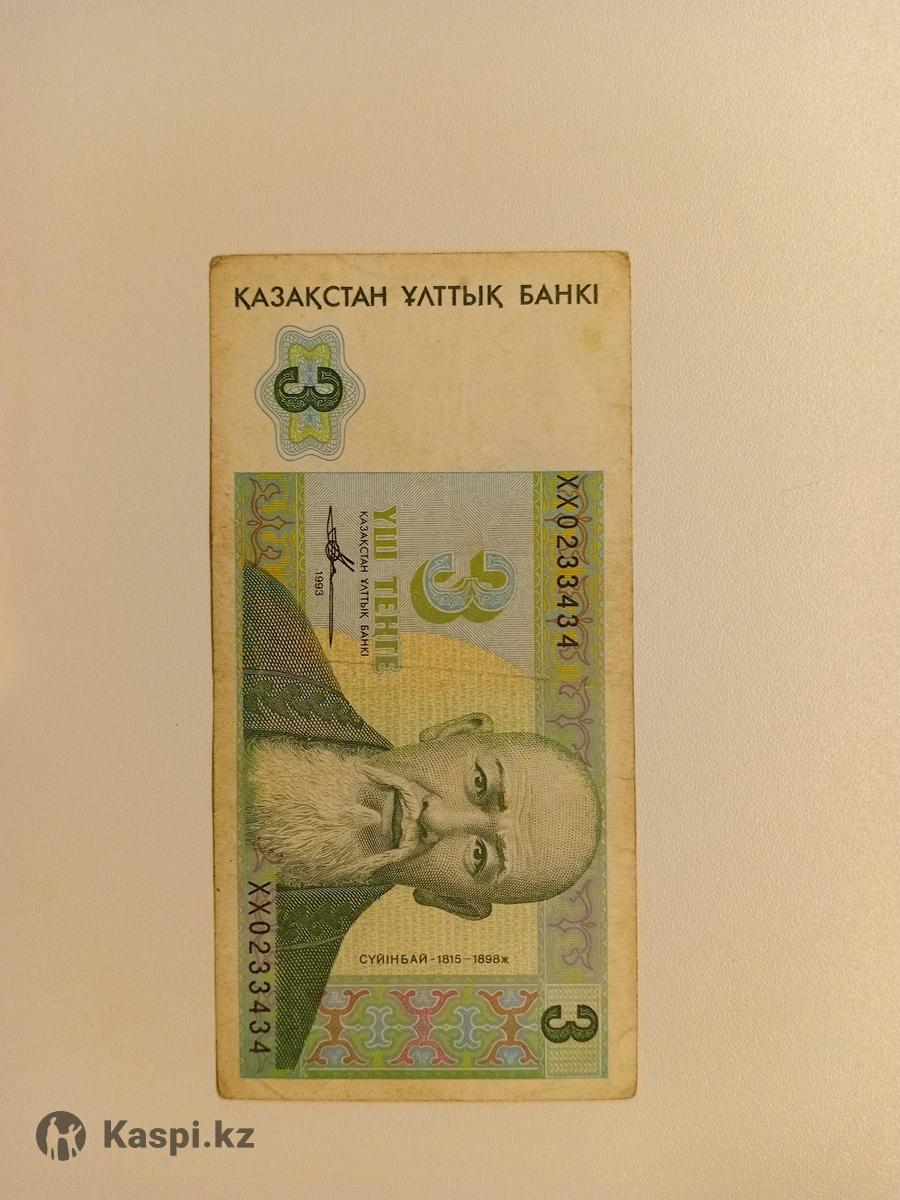 ҚАЗАҚСТАН ҰЛТТЫҚ БАНКІ
3
ХХ0233434
3
ҮШ ТЕҢГЕ
ҚАЗАҚСТАН ҰЛТТЫҚ БАНКІ
1993
СҮЙІНБАЙ - 1815 - 1898ж
ХХ0233434
3
Kaspi.kz